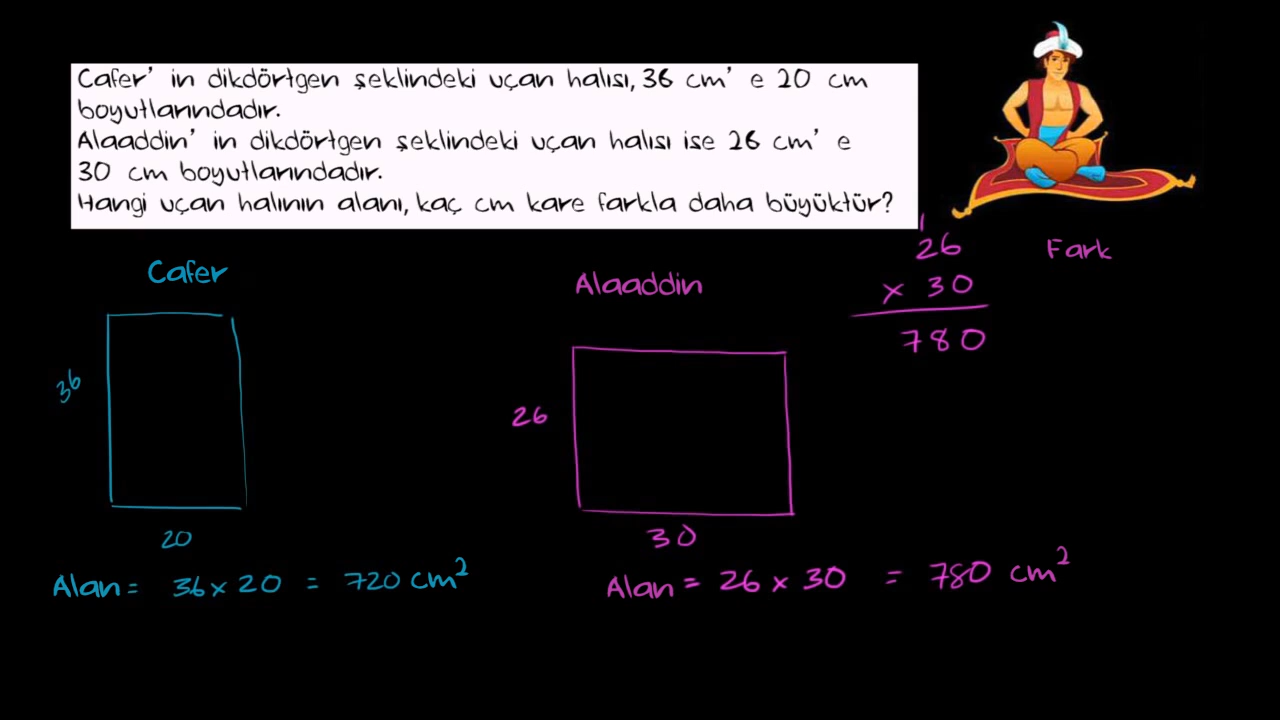 Cafer' in dikdörtgen şeklindeki uçan halısı, 36 cm' e 20 cm
boyutlarındadır.
Alaaddin' in dikdörtgen şeklindeki uçan halısı ise 26 cm' e
30 cm boyutlarındadır.
Hangi uçan halının alanı, kaç cm kare farkla daha büyüktür?
Cafer
36
20
Alan = 36 x 20 = 720 cm²
Alaaddin
26
30
Alan = 26 x 30 = 780 cm²
1
26
x 30
780
Fark